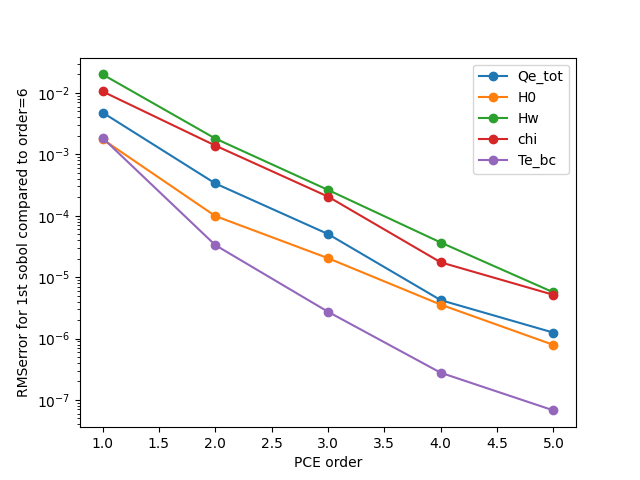 RMSerror for 1st sobol compared to order=6
10⁻²
10⁻³
10⁻⁴
10⁻⁵
10⁻⁶
10⁻⁷
Qe_tot
H0
Hw
chi
Te_bc
1.0 1.5 2.0 2.5 3.0 3.5 4.0 4.5 5.0
PCE order